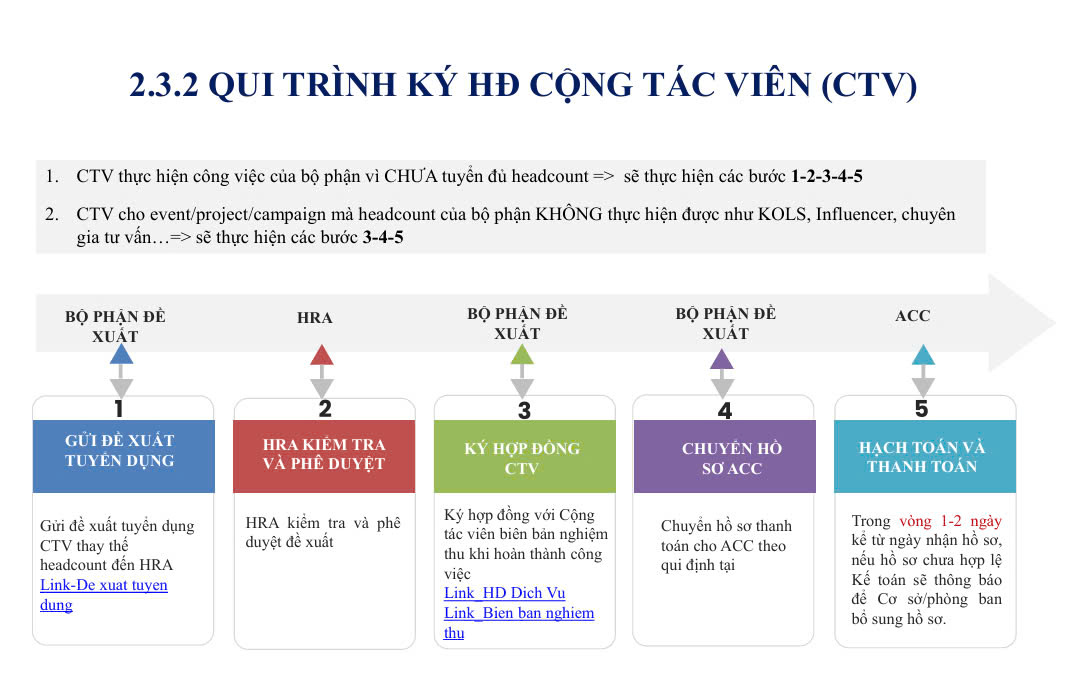 2.3.2 QUI TRÌNH KÝ HĐ CỘNG TÁC VIÊN (CTV)
1. CTV thực hiện công việc của bộ phận vì CHƯA tuyển đủ headcount => sẽ thực hiện các bước 1-2-3-4-5
2. CTV cho event/project/campaign mà headcount của bộ phận KHÔNG thực hiện được như KOLS, Influencer, chuyên
gia tư vấn…=> sẽ thực hiện các bước 3-4-5
BỘ PHẬN ĐỀ
XUẤT
HRA
BỘ PHẬN ĐỀ
XUẤT
BỘ PHẬN ĐỀ
XUẤT
ACC
1
GỬI ĐỀ XUẤT
TUYỂN DỤNG
Gửi đề xuất tuyển dụng
CTV thay thế
headcount đến HRA
Link-De xuat tuyen
dung
2
HRA KIỂM TRA
VÀ PHÊ DUYỆT
HRA kiểm tra và phê
duyệt đề xuất
3
KÝ HỢP ĐỒNG
CTV
Ký hợp đồng với Cộng
tác viên biên bản nghiệm
thu khi hoàn thành công
việc
Link_HD Dich Vu
Link_Bien ban nghiem
thu
4
CHUYỂN HỒ
SƠ ACC
Chuyển hồ sơ thanh
toán cho ACC theo
qui định tại
5
HẠCH TOÁN VÀ
THANH TOÁN
Trong vòng 1-2 ngày
kể từ ngày nhận hồ sơ,
nếu hồ sơ chưa hợp lệ
Kế toán sẽ thông báo
để Cơ sở/phòng ban
bổ sung hồ sơ.